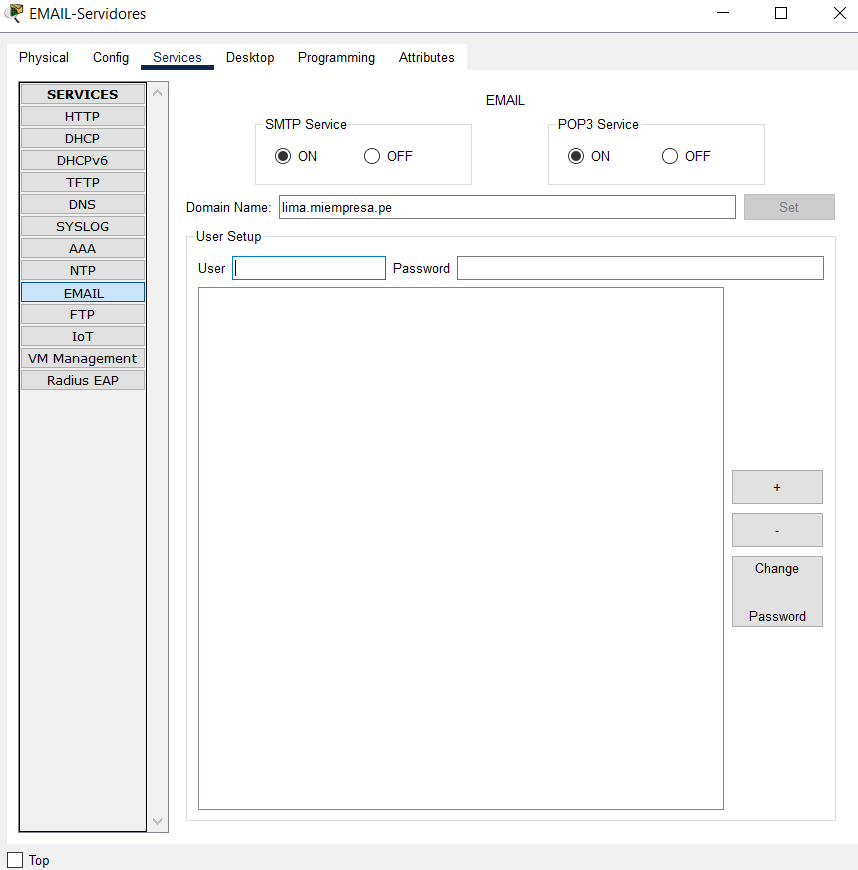 EMAIL-Servidores
Physical Config Services Desktop Programming Attributes
SERVICES
HTTP
DHCP
DHCPv6
TFTP
DNS
SYSLOG
AAA
NTP
EMAIL
FTP
IoT
VM Management
Radius EAP
EMAIL
SMTP Service
ON OFF
POP3 Service
ON OFF
Domain Name: lima.miempresa.pe Set
User Setup
User Password
+
-
Change
Password
Top